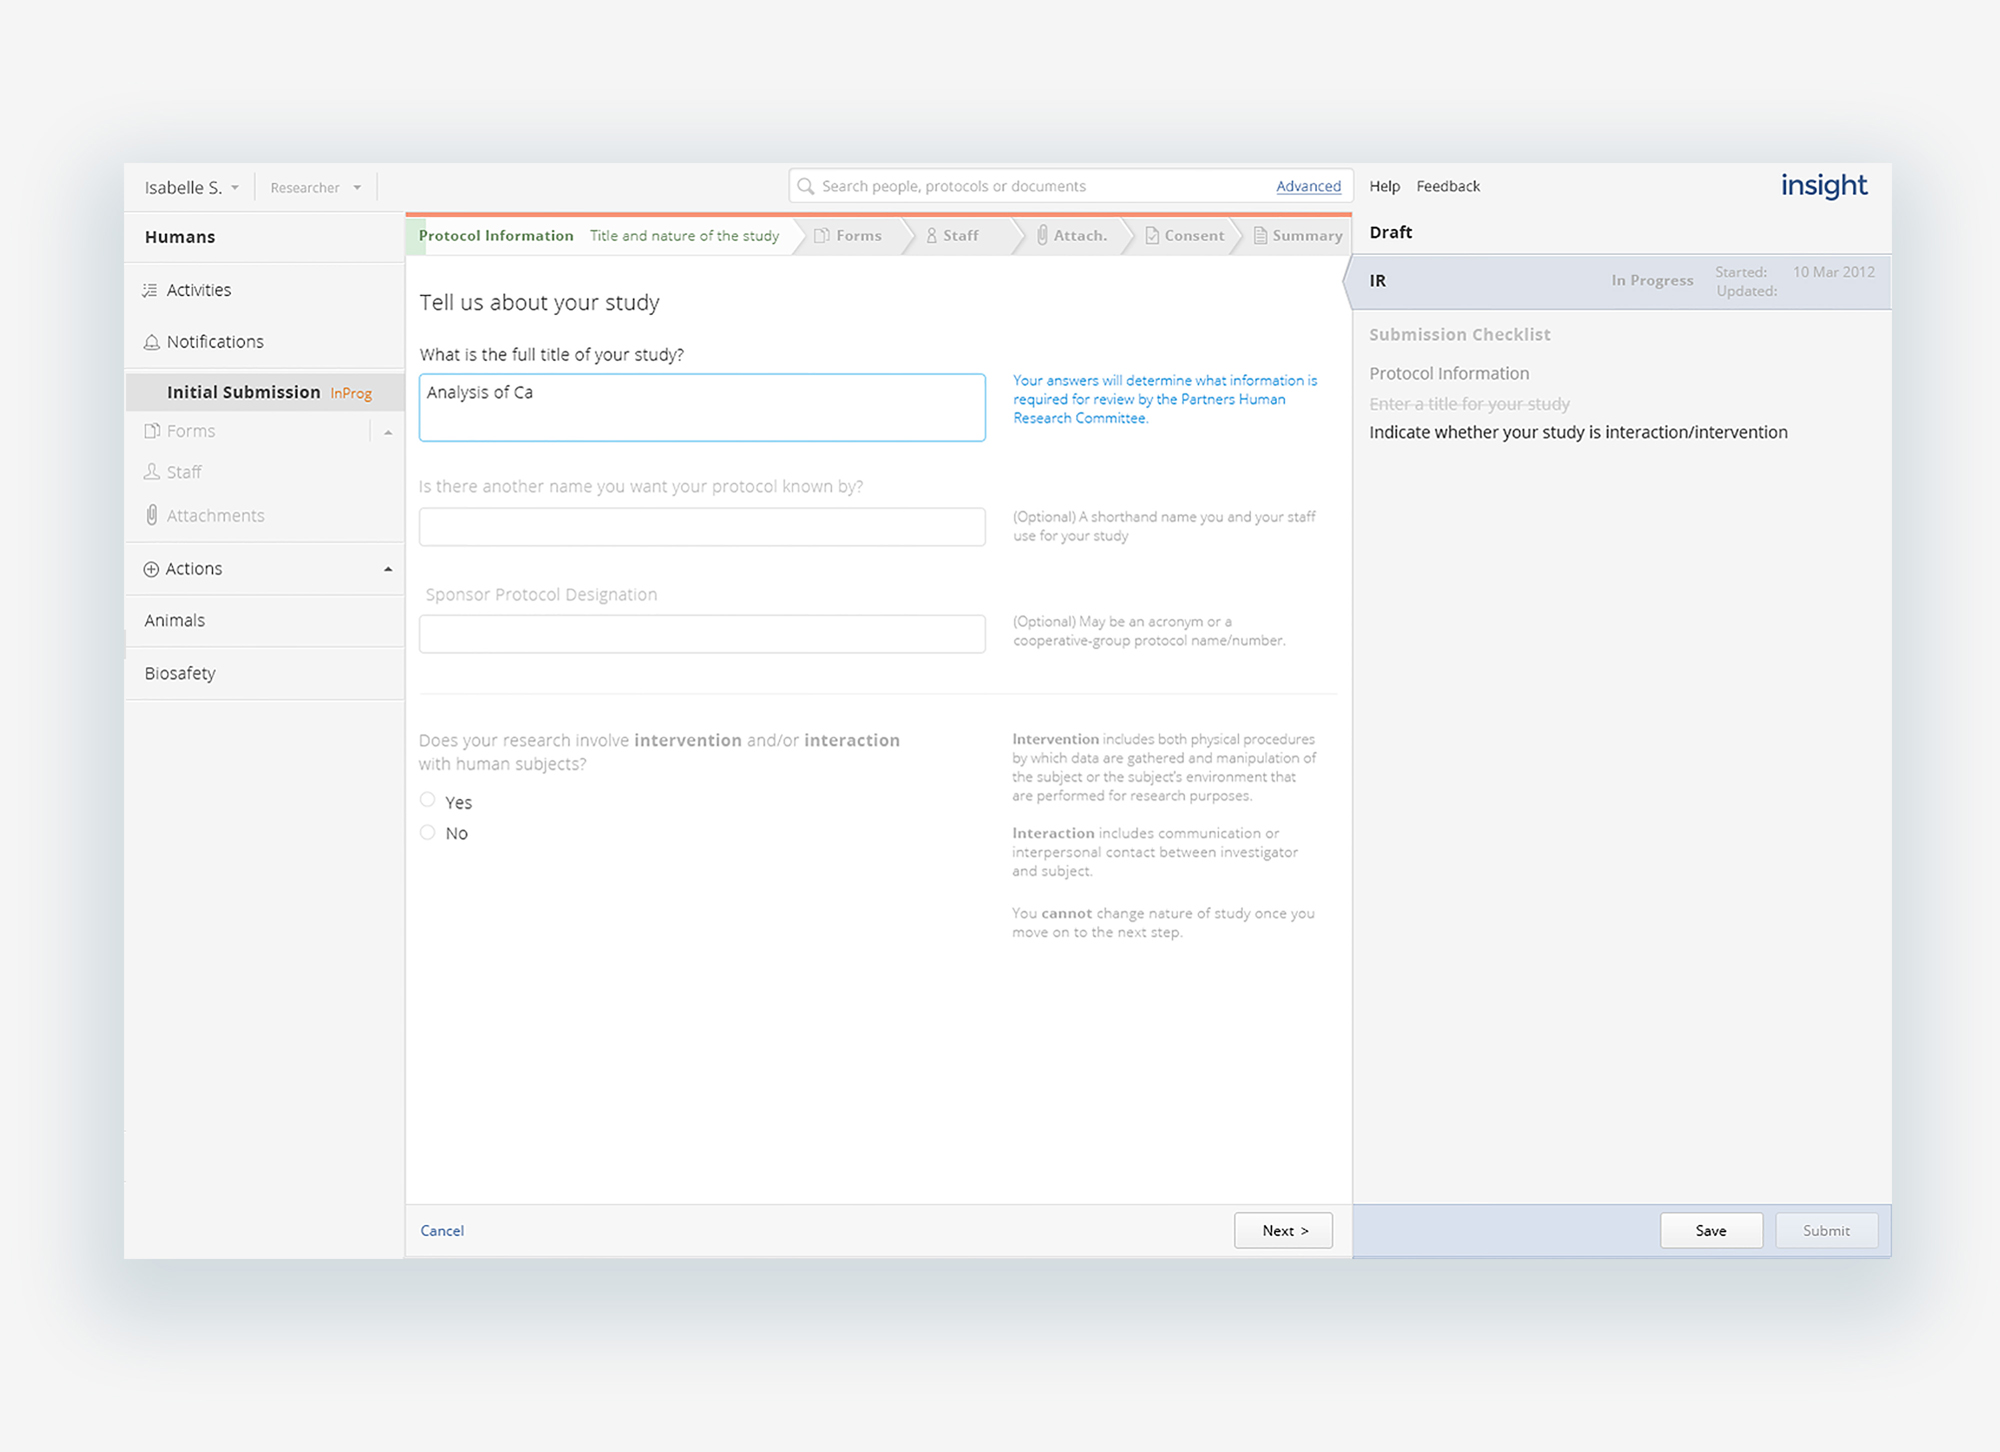 Isabelle S.
Researcher
Search people, protocols or documents
Advanced
Help
Feedback
insight
Humans
Activities
Notifications
Initial Submission InProg
Forms
Staff
Attachments
Actions
Animals
Biosafety
Protocol Information
Title and nature of the study
Forms
Staff
Attach.
Consent
Summary
Tell us about your study
What is the full title of your study?
Analysis of Ca
Your answers will determine what information is
required for review by the Partners Human
Research Committee.
Is there another name you want your protocol known by?
(Optional) A shorthand name you and your staff
use for your study
Sponsor Protocol Designation
(Optional) May be an acronym or a
cooperative-group protocol name/number.
Does your research involve intervention and/or interaction
with human subjects?
Yes
No
Intervention includes both physical procedures
by which data are gathered and manipulation of
the subject or the subject's environment that
are performed for research purposes.
Interaction includes communication or
interpersonal contact between investigator
and subject.
You cannot change nature of study once you
move on to the next step.
Cancel
Next >
Draft
IR
In Progress
Started: 10 Mar 2012
Updated:
Submission Checklist
Protocol Information
Enter a title for your study
Indicate whether your study is interaction/intervention
Save
Submit